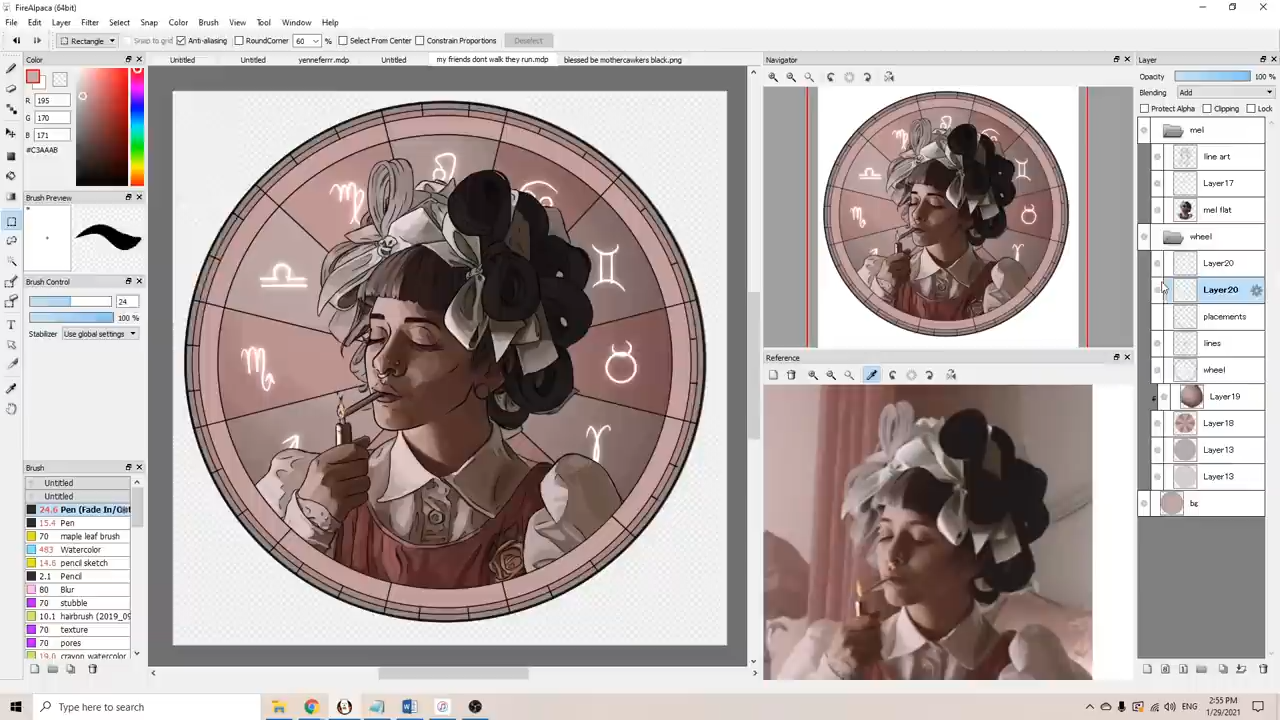 FireAlpaca (64bit)
File Edit Layer Filter Select Snap Color Brush View Tool Window Help
Rectangle Snap to grid Anti-aliasing RoundCorner 60 % Select From Center Constrain Proportions Deselect
Untitled Untitled yenneferrr.mdp Untitled my friends dont walk they run.mdp blessed be mothercawkers black.png
Color
R 195
G 170
B 171
#C3AAAB
Brush Preview
Brush Control
24
100 %
Stabilizer Use global settings
Brush
Untitled
Untitled
24.6 Pen (Fade In/Out
15.4 Pen
70 maple leaf brush
483 Watercolor
14.6 pencil sketch
2.1 Pencil
80 Blur
70 stubble
10.1 hairbrush (2019_09
70 texture
70 pores
19.0 crayon watercolor
Navigator
Reference
Layer
Opacity 100 %
Blending Add
Protect Alpha Clipping Lock
mel
line art
Layer17
mel flat
wheel
Layer20
Layer20
placements
lines
wheel
Layer19
Layer18
Layer13
Layer13
bg
Type here to search
ENG
2:55 PM
1/29/2021